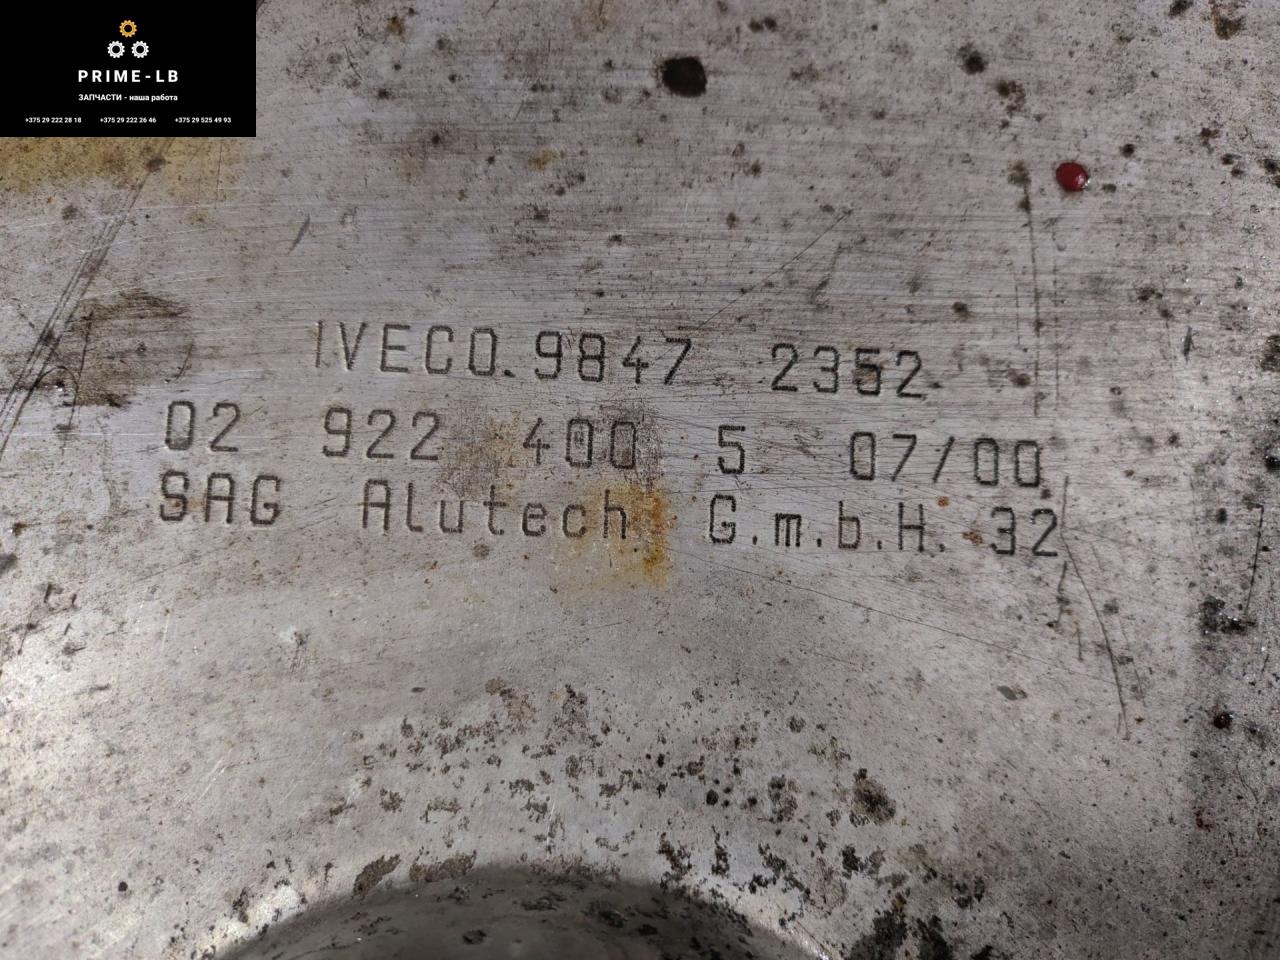 PRIME-LB
ЗАПЧАСТИ - наша работа
+375 29 222 28 18 +375 29 222 26 46 +375 29 525 49 93
IVECO.9847 2352
02 922 400 5 07/00
SAG Alutech G.m.b.H. 32